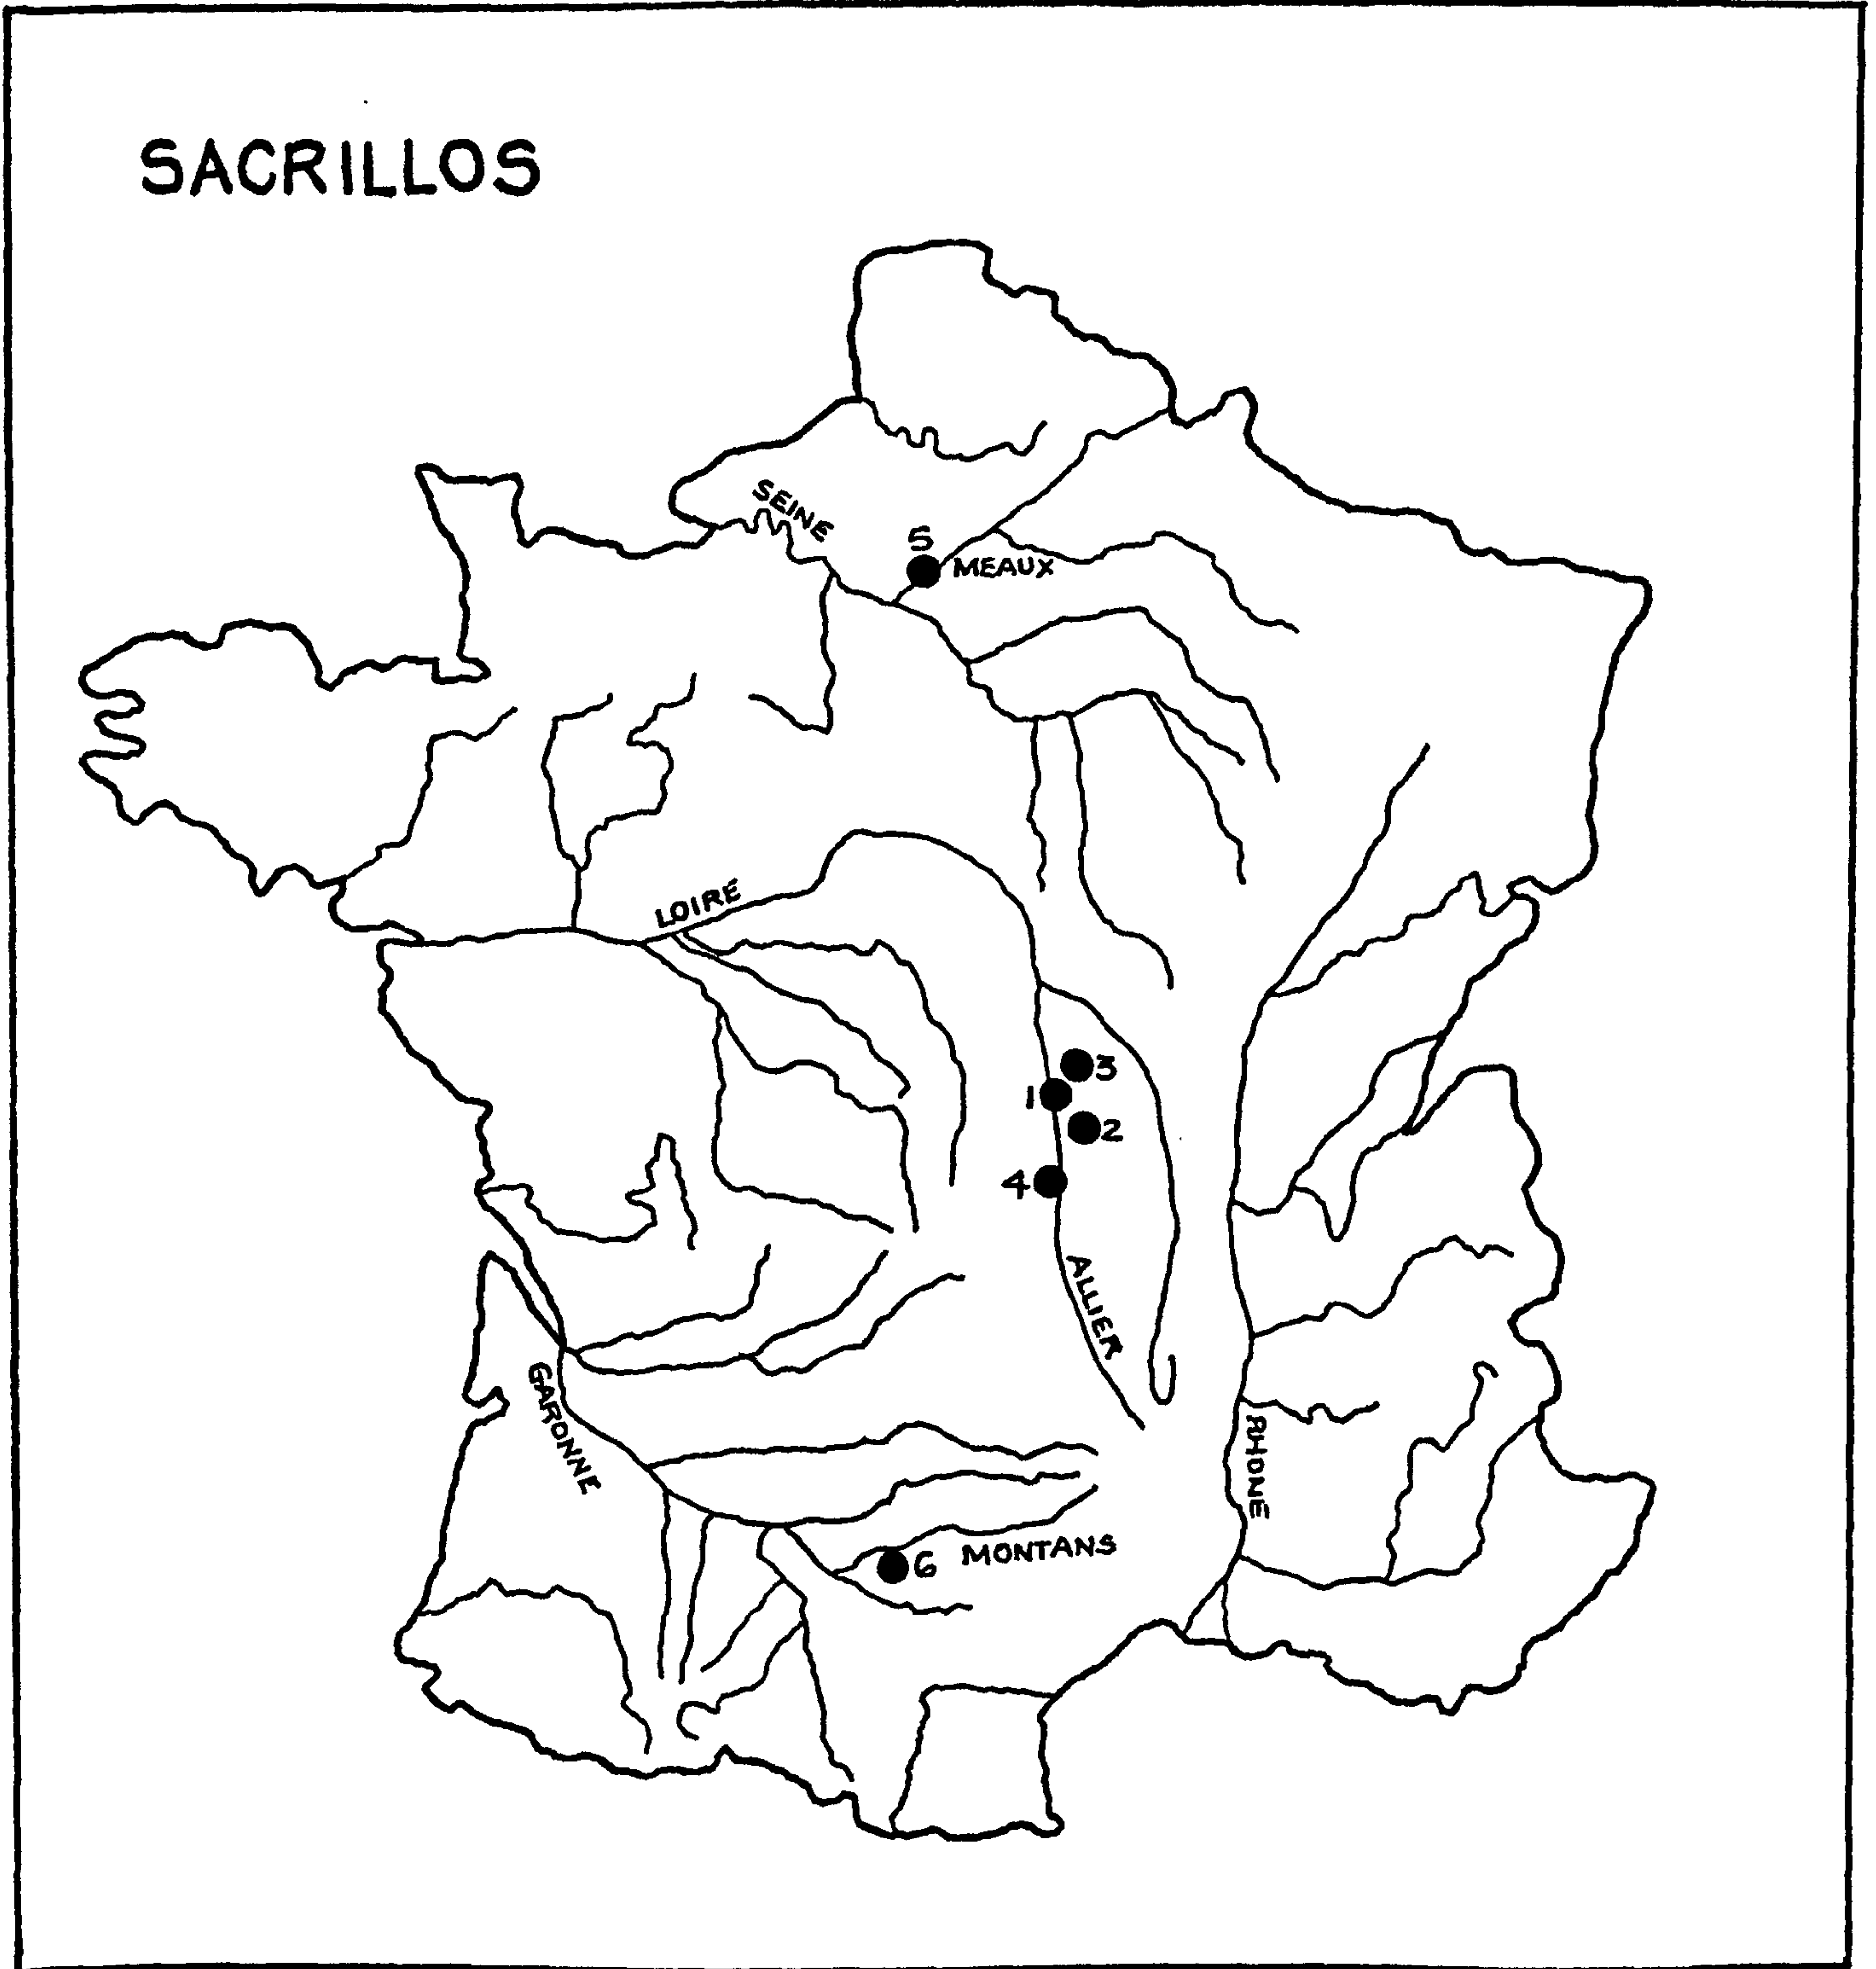 SACRILLOS
SEINE
5
MEAUX
LOIRE
3
1
2
4
ALLIER
GARONNE
RHONE
6 MONTANS